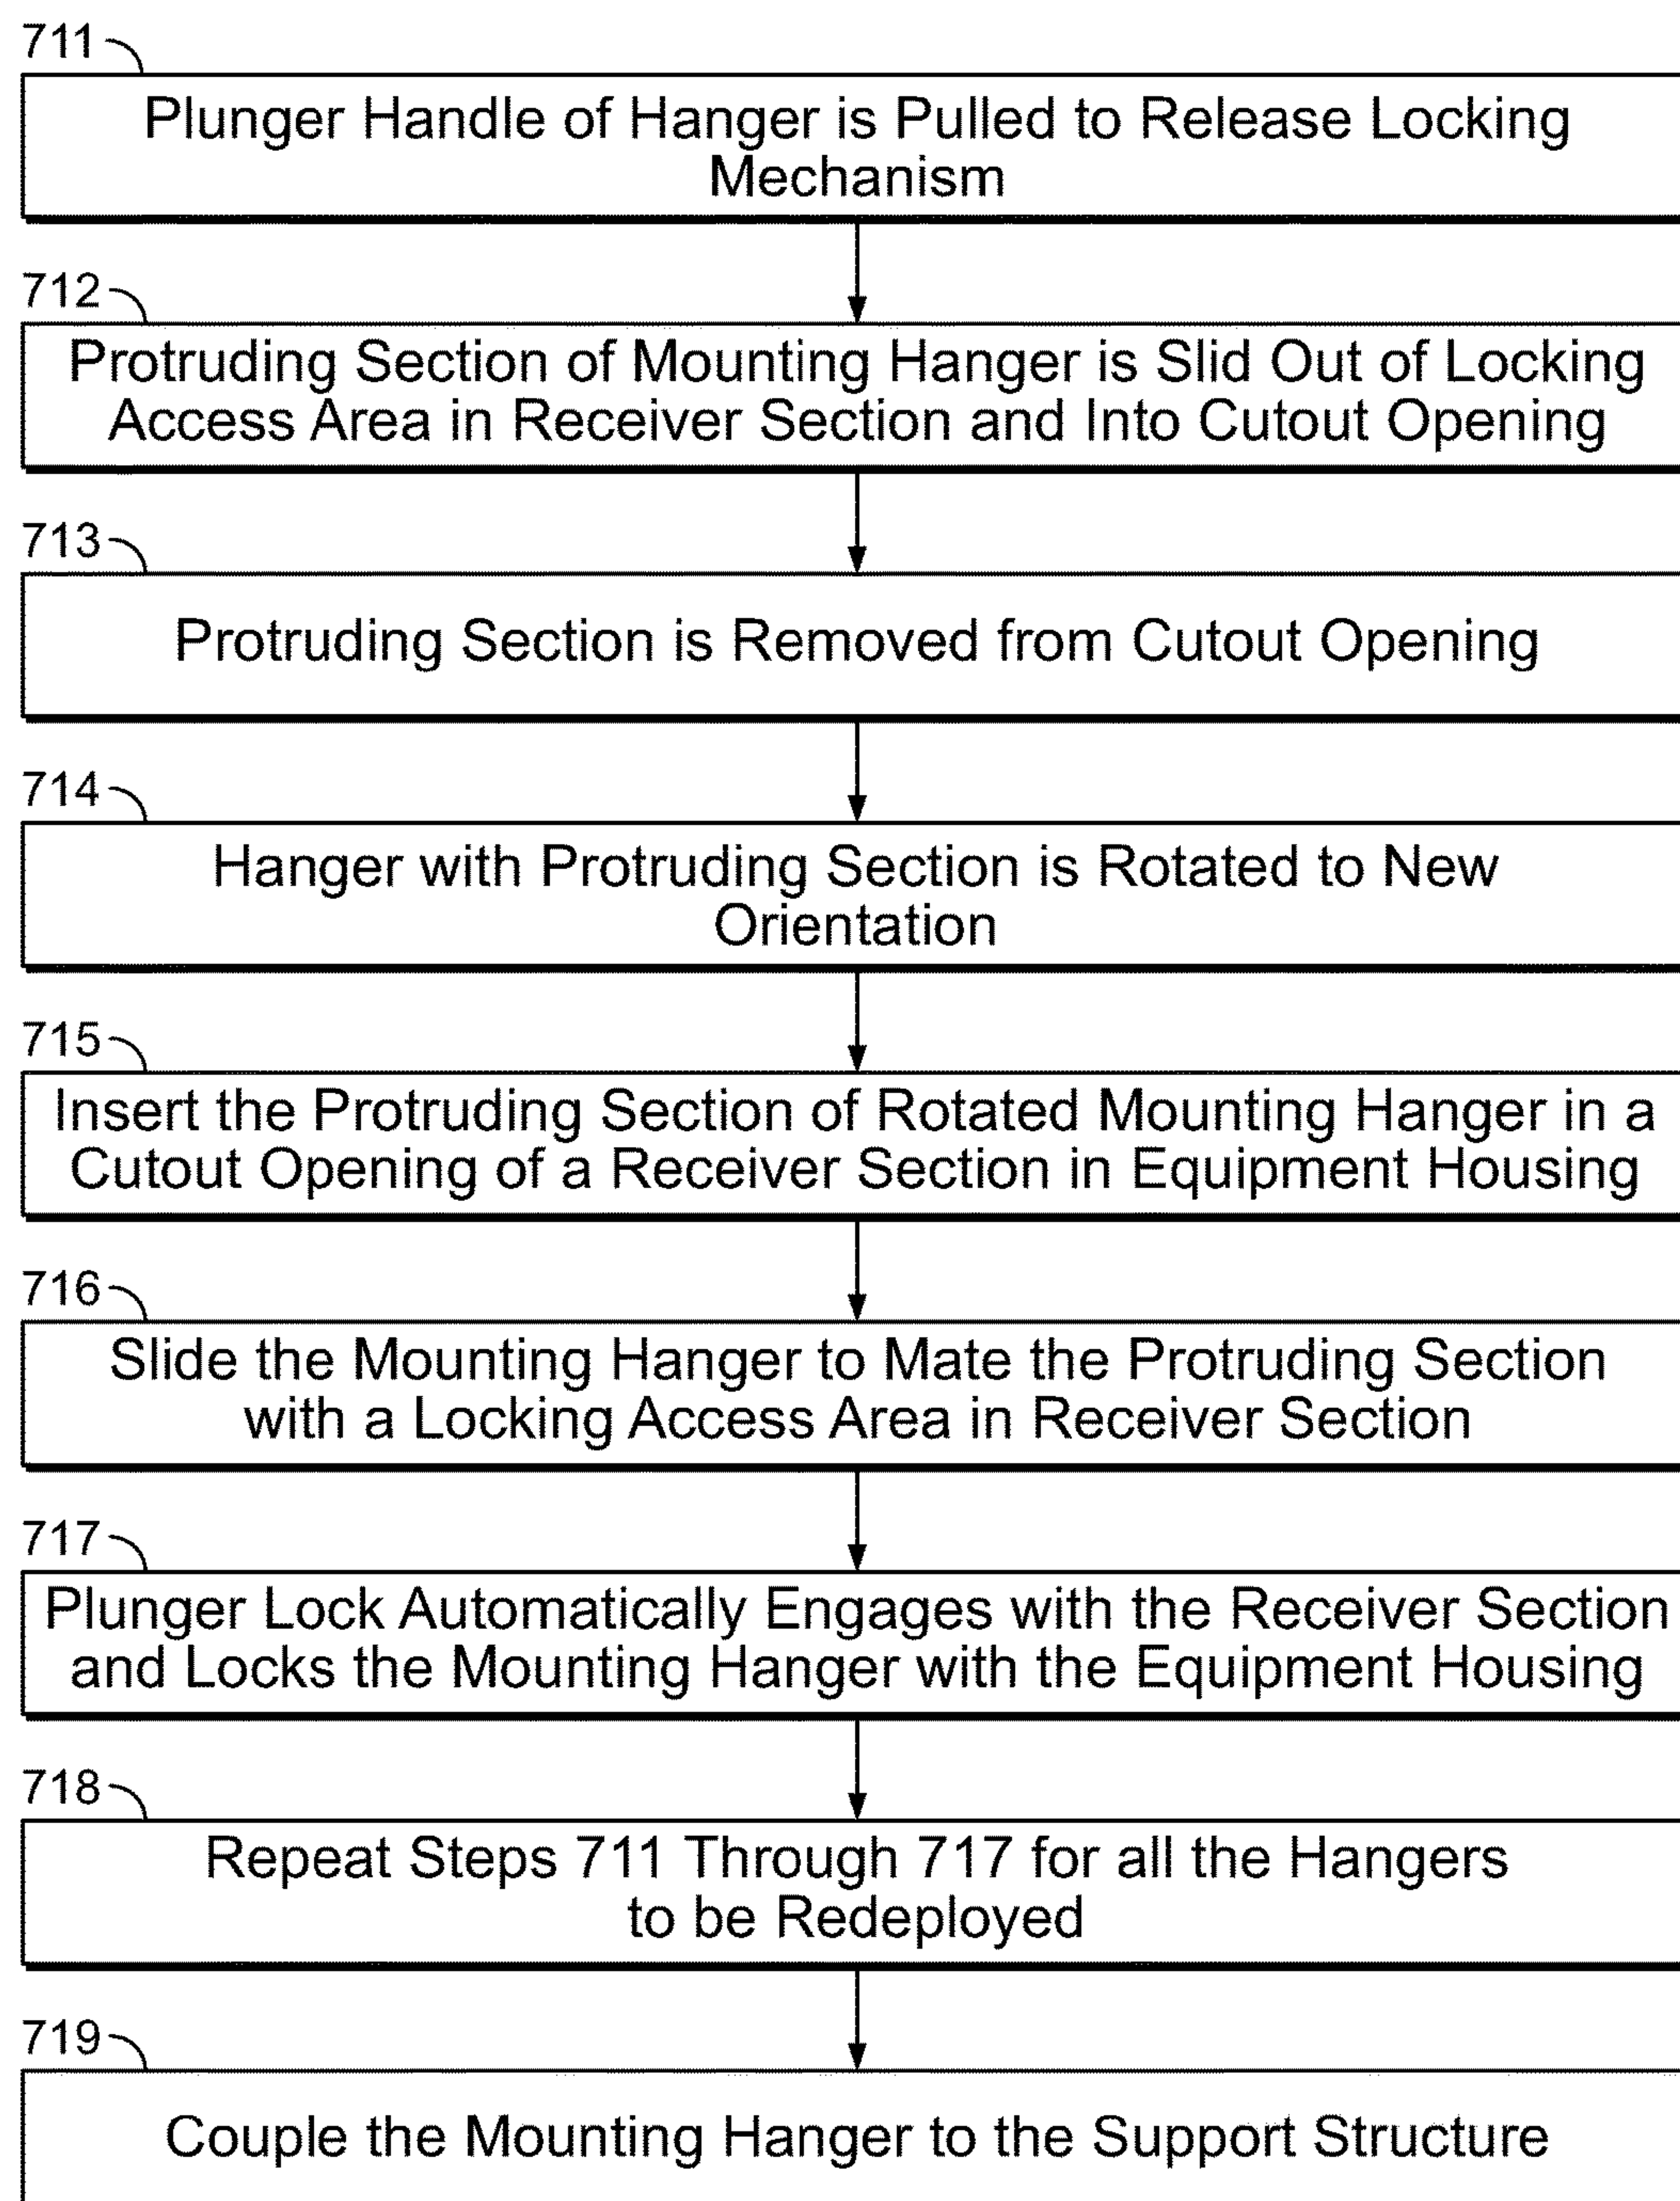 711
Plunger Handle of Hanger is Pulled to Release Locking
Mechanism
712
Protruding Section of Mounting Hanger is Slid Out of Locking
Access Area in Receiver Section and Into Cutout Opening
713
Protruding Section is Removed from Cutout Opening
714
Hanger with Protruding Section is Rotated to New
Orientation
715
Insert the Protruding Section of Rotated Mounting Hanger in a
Cutout Opening of a Receiver Section in Equipment Housing
716
Slide the Mounting Hanger to Mate the Protruding Section
with a Locking Access Area in Receiver Section
717
Plunger Lock Automatically Engages with the Receiver Section
and Locks the Mounting Hanger with the Equipment Housing
718
Repeat Steps 711 Through 717 for all the Hangers
to be Redeployed
719
Couple the Mounting Hanger to the Support Structure